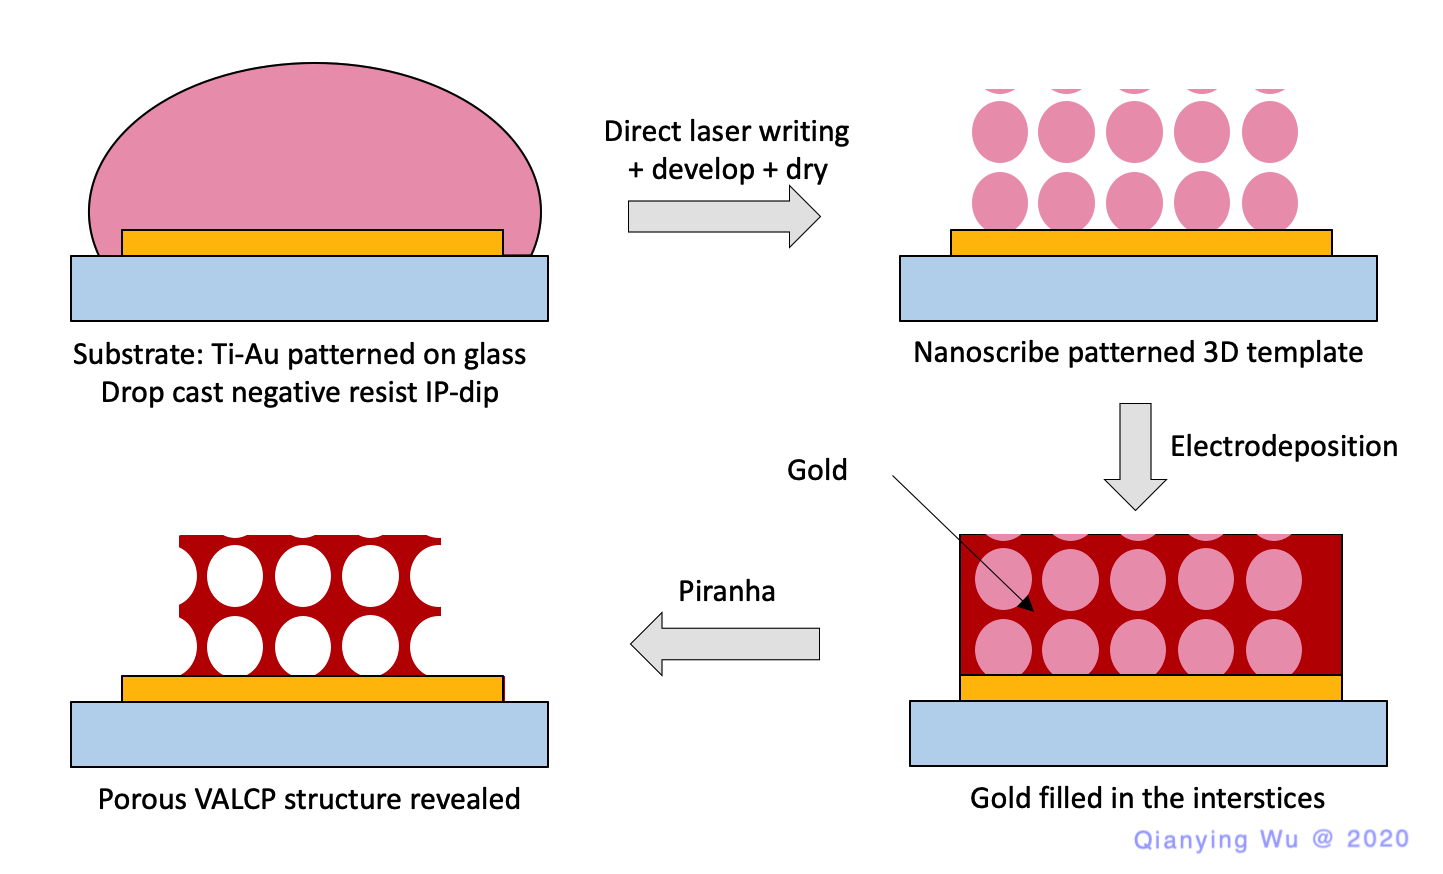 Direct laser writing
+ develop + dry
Substrate: Ti-Au patterned on glass
Drop cast negative resist IP-dip
Nanoscribe patterned 3D template
Electrodeposition
Gold
Gold filled in the interstices
Piranha
Porous VALCP structure revealed
Qianying Wu @ 2020